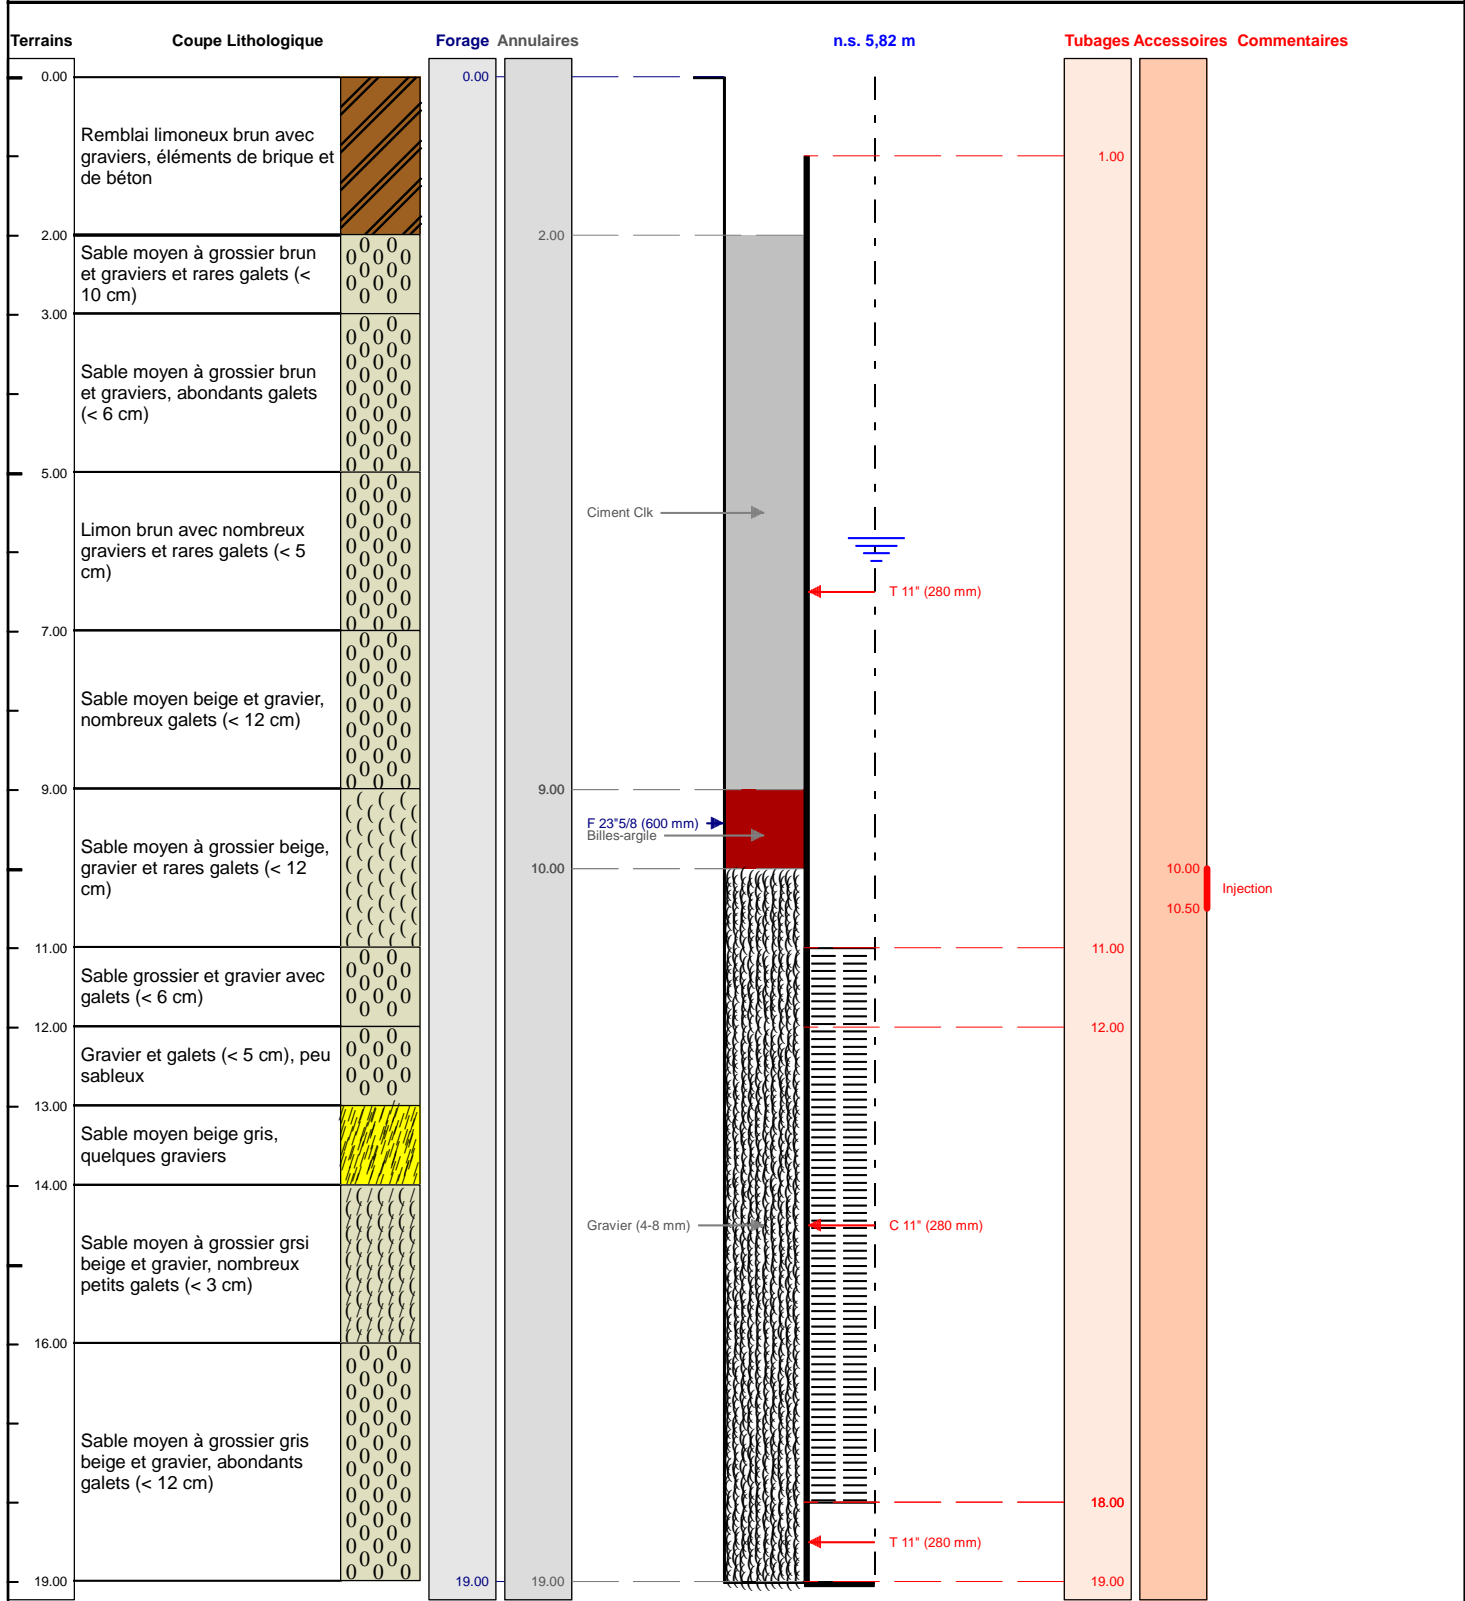 Terrains Coupe Lithologique Forage Annulaires n.s. 5,82 m Tubages Accessoires Commentaires
0.00 0.00
Remblai limoneux brun avec
graviers, éléments de brique et
de béton
1.00
2.00 2.00
Sable moyen à grossier brun
et graviers et rares galets (<
10 cm)
3.00
Sable moyen à grossier brun
et graviers, abondants galets
(< 6 cm)
5.00
Ciment Clk
Limon brun avec nombreux
graviers et rares galets (< 5
cm)
T 11" (280 mm)
7.00
Sable moyen beige et gravier,
nombreux galets (< 12 cm)
9.00 9.00
F 23"5/8 (600 mm)
Billes-argile
Sable moyen à grossier beige,
gravier et rares galets (< 12
cm)
10.00 10.00
Injection
10.50
11.00 11.00
Sable grossier et gravier avec
galets (< 6 cm)
12.00 12.00
Gravier et galets (< 5 cm), peu
sableux
13.00
Sable moyen beige gris,
quelques graviers
14.00
Gravier (4-8 mm) C 11" (280 mm)
Sable moyen à grossier grsi
beige et gravier, nombreux
petits galets (< 3 cm)
16.00
Sable moyen à grossier gris
beige et gravier, abondants
galets (< 12 cm)
18.00
T 11" (280 mm)
19.00 19.00 19.00 19.00